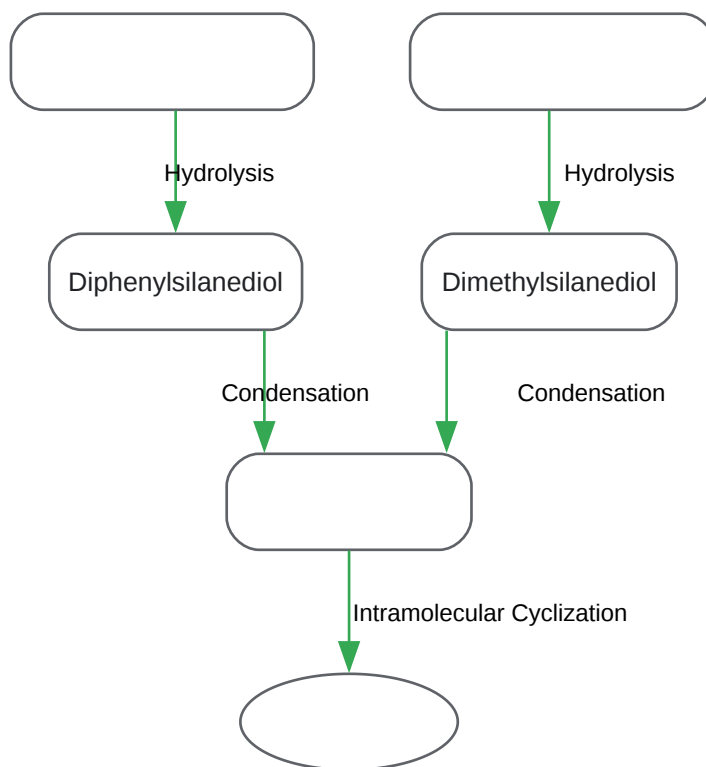 Hydrolysis
Hydrolysis
Diphenylsilanediol
Dimethylsilanediol
Condensation
Condensation
Intramolecular Cyclization